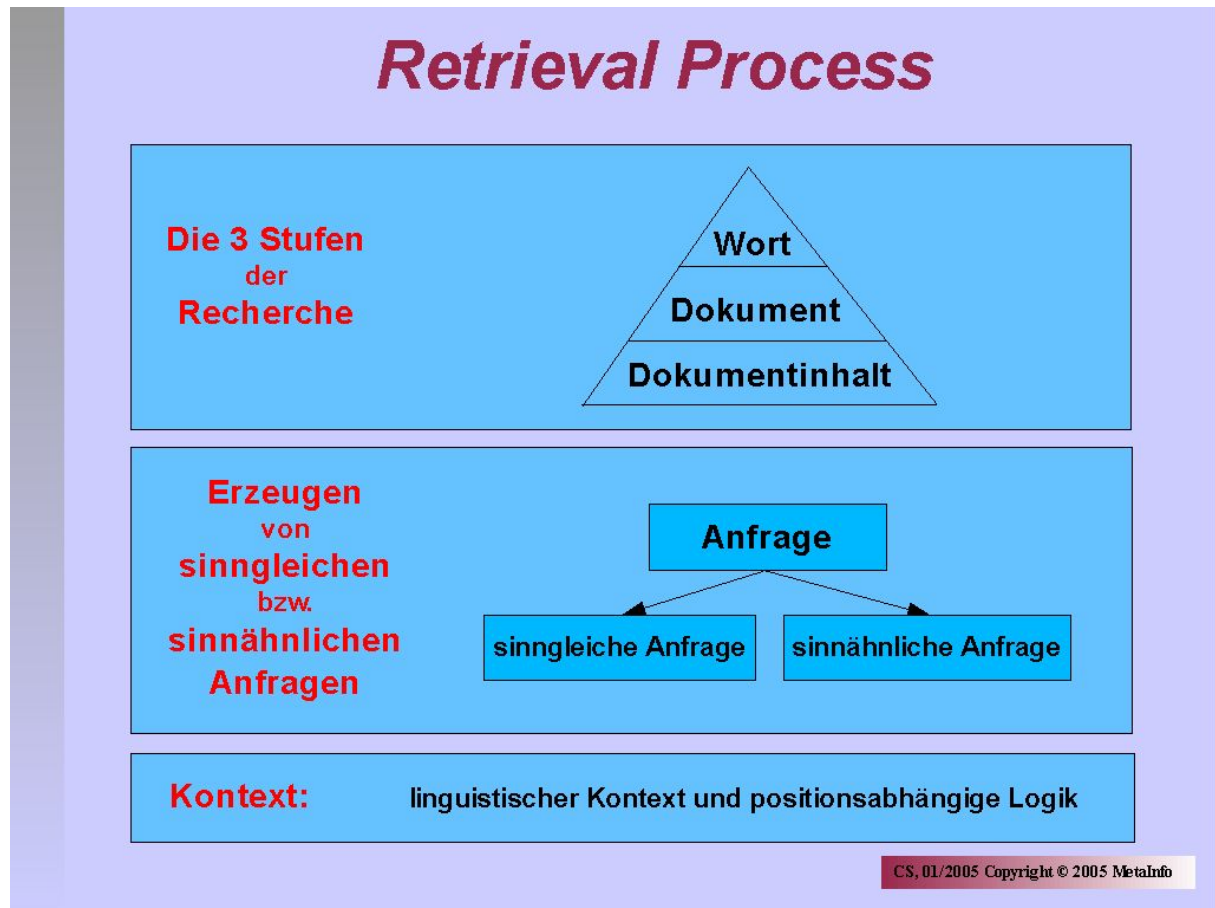 Retrieval Process
Die 3 Stufen
der
Recherche
Wort
Dokument
Dokumentinhalt
Erzeugen
von
sinngleichen
bzw.
sinnähnlichen
Anfragen
Anfrage
sinngleiche Anfrage
sinnähnliche Anfrage
Kontext:
linguistischer Kontext und positionsabhängige Logik
CS, 01/2005 Copyright © 2005 MetaInfo